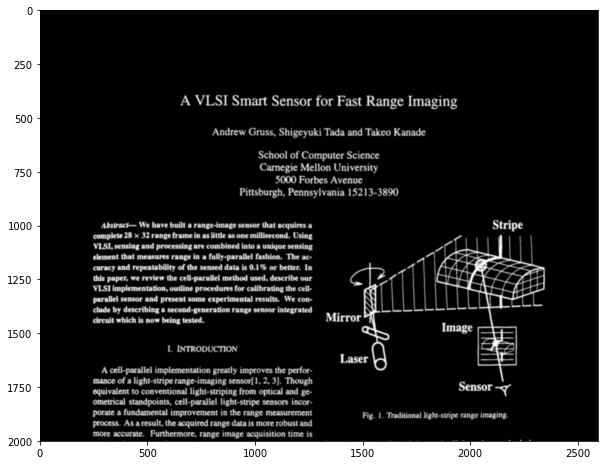 0
250
500
750
1000
1250
1500
1750
2000
A VLSI Smart Sensor for Fast Range Imaging
Andrew Gruss, Shigeyuki Tada and Takeo Kanade
School of Computer Science
Carnegie Mellon University
5000 Forbes Avenue
Pittsburgh, Pennsylvania 15213-3890
Abstract— We have built a range-image sensor that acquires a
complete 28 × 32 range frame in as little as one millisecond. Using
VLSI, sensing and processing are combined into a unique sensing
element that measures range in a fully-parallel fashion. The ac-
curacy and repeatability of the sensed data is 0.1% or better. In
this paper, we review the cell-parallel method used, describe our
VLSI implementation, outline procedures for calibrating the cell-
parallel sensor and present some experimental results. We con-
clude by describing a second-generation range sensor integrated
circuit which is now being tested.
I. INTRODUCTION
A cell-parallel implementation greatly improves the perfor-
mance of a light-stripe range-imaging sensor[1, 2, 3]. Though
equivalent to conventional light-striping from optical and ge-
ometrical standpoints, cell-parallel light-stripe sensors incor-
porate a fundamental improvement in the range measurement
process. As a result, the acquired range data is more robust and
more accurate. Furthermore, range image acquisition time is
Stripe
Mirror
Image
Laser
Sensor
Fig. 1. Traditional light-stripe range imaging.
0
500
1000
1500
2000
2500